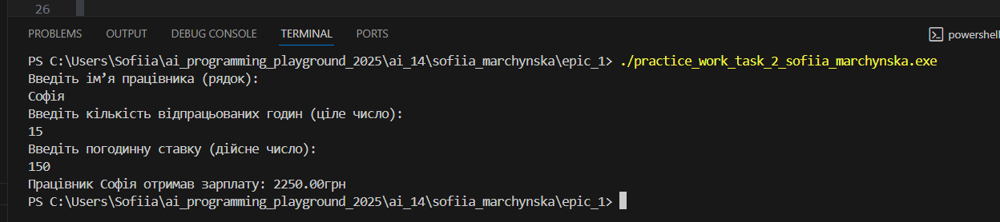 26
PROBLEMS OUTPUT DEBUG CONSOLE TERMINAL PORTS powershell
PS C:\Users\Sofiia\ai_programming_playground_2025\ai_14\sofiia_marchynska\epic_1> ./practice_work_task_2_sofiia_marchynska.exe
Введіть ім’я працівника (рядок):
Софія
Введіть кількість відпрацьованих годин (ціле число):
15
Введіть погодинну ставку (дійсне число):
150
Працівник Софія отримав зарплату: 2250.00грн
PS C:\Users\Sofiia\ai_programming_playground_2025\ai_14\sofiia_marchynska\epic_1>